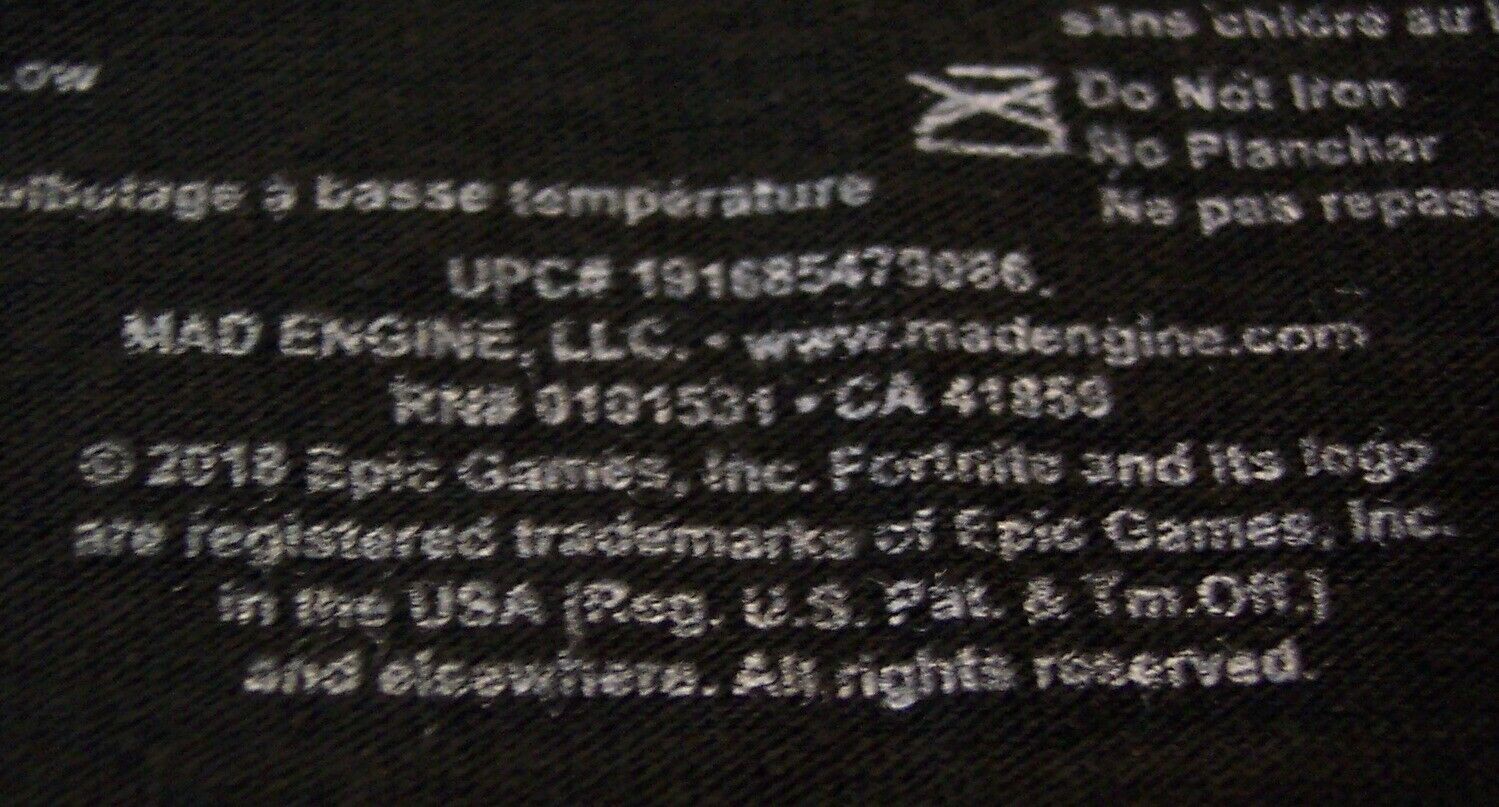 sans chlore au
Low
Do Not Iron
No Planchar
culbutage à basse température
Ne pas repass
UPC# 191685479086.
MAD ENGINE, LLC. • www.madengine.com
RN# 0101531 • CA 41859
© 2018 Epic Games, Inc. Fortnite and its logo
are registered trademarks of Epic Games, Inc.
in the USA [Reg. U.S. Pat. & Tm.Off.]
and elsewhere. All rights reserved.